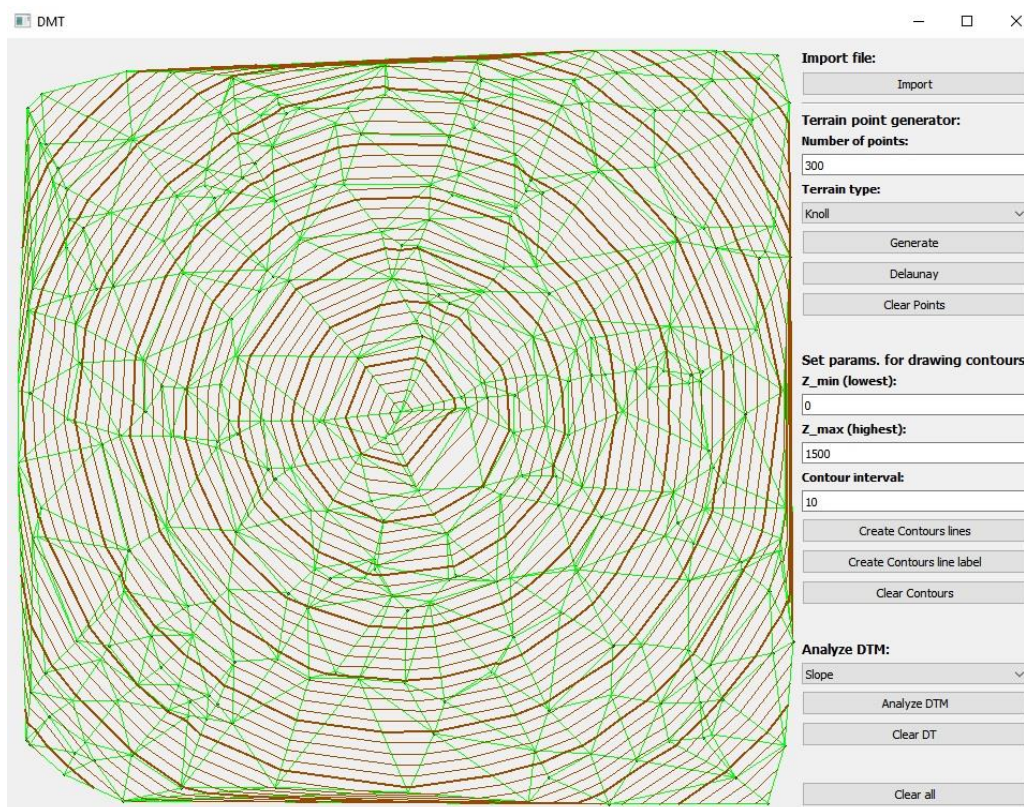 DMT
Import file:
Import
Terrain point generator:
Number of points:
300
Terrain type:
Knoll
Generate
Delaunay
Clear Points
Set params. for drawing contours
Z_min (lowest):
0
Z_max (highest):
1500
Contour interval:
10
Create Contours lines
Create Contours line label
Clear Contours
Analyze DTM:
Slope
Analyze DTM
Clear DT
Clear all